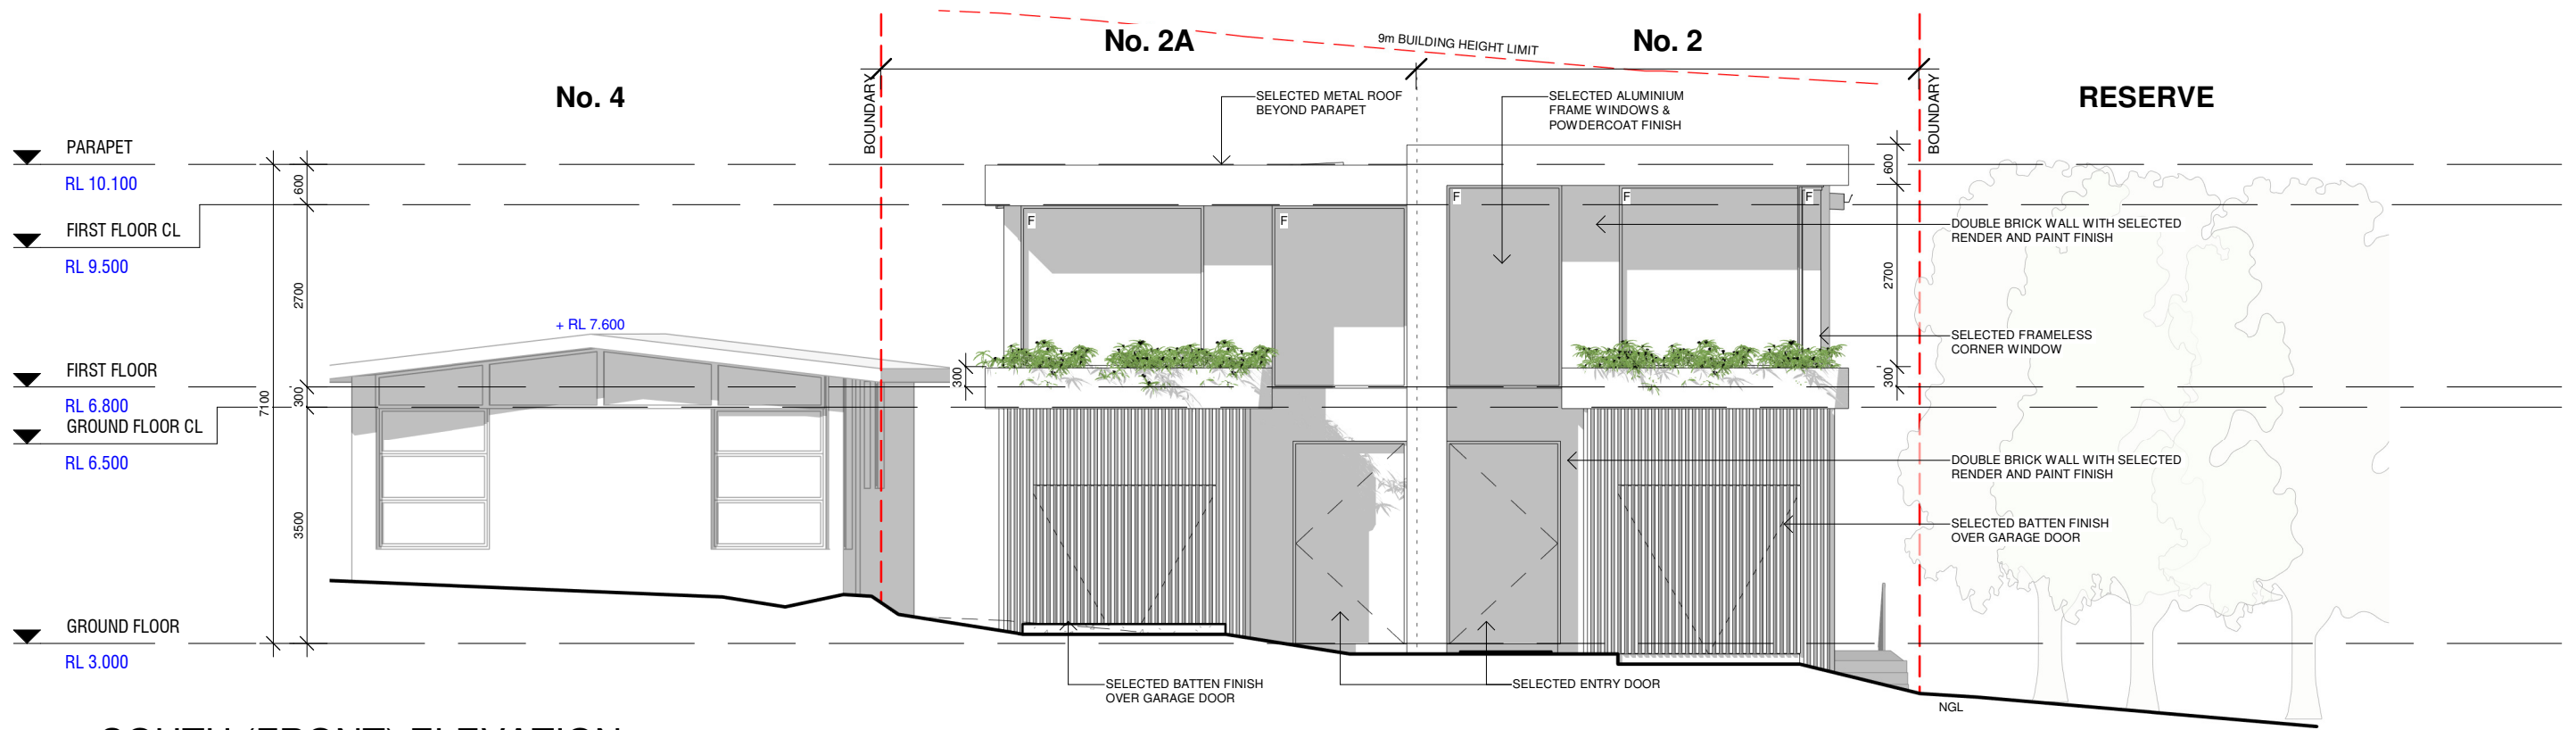 No. 2A
9m BUILDING HEIGHT LIMIT
No. 2
No. 4
BOUNDARY
SELECTED METAL ROOF
BEYOND PARAPET
SELECTED ALUMINIUM
FRAME WINDOWS &
POWDERCOAT FINISH
BOUNDARY
RESERVE
PARAPET
RL 10.100
600
600
FIRST FLOOR CL
RL 9.500
F
F
F
F
F
DOUBLE BRICK WALL WITH SELECTED
RENDER AND PAINT FINISH
2700
2700
+ RL 7.600
SELECTED FRAMELESS
CORNER WINDOW
FIRST FLOOR
RL 6.800
300
300
300
7100
GROUND FLOOR CL
RL 6.500
DOUBLE BRICK WALL WITH SELECTED
RENDER AND PAINT FINISH
3500
SELECTED BATTEN FINISH
OVER GARAGE DOOR
GROUND FLOOR
RL 3.000
SELECTED BATTEN FINISH
OVER GARAGE DOOR
SELECTED ENTRY DOOR
NGL
SOUTH (FRONT) ELEVATION